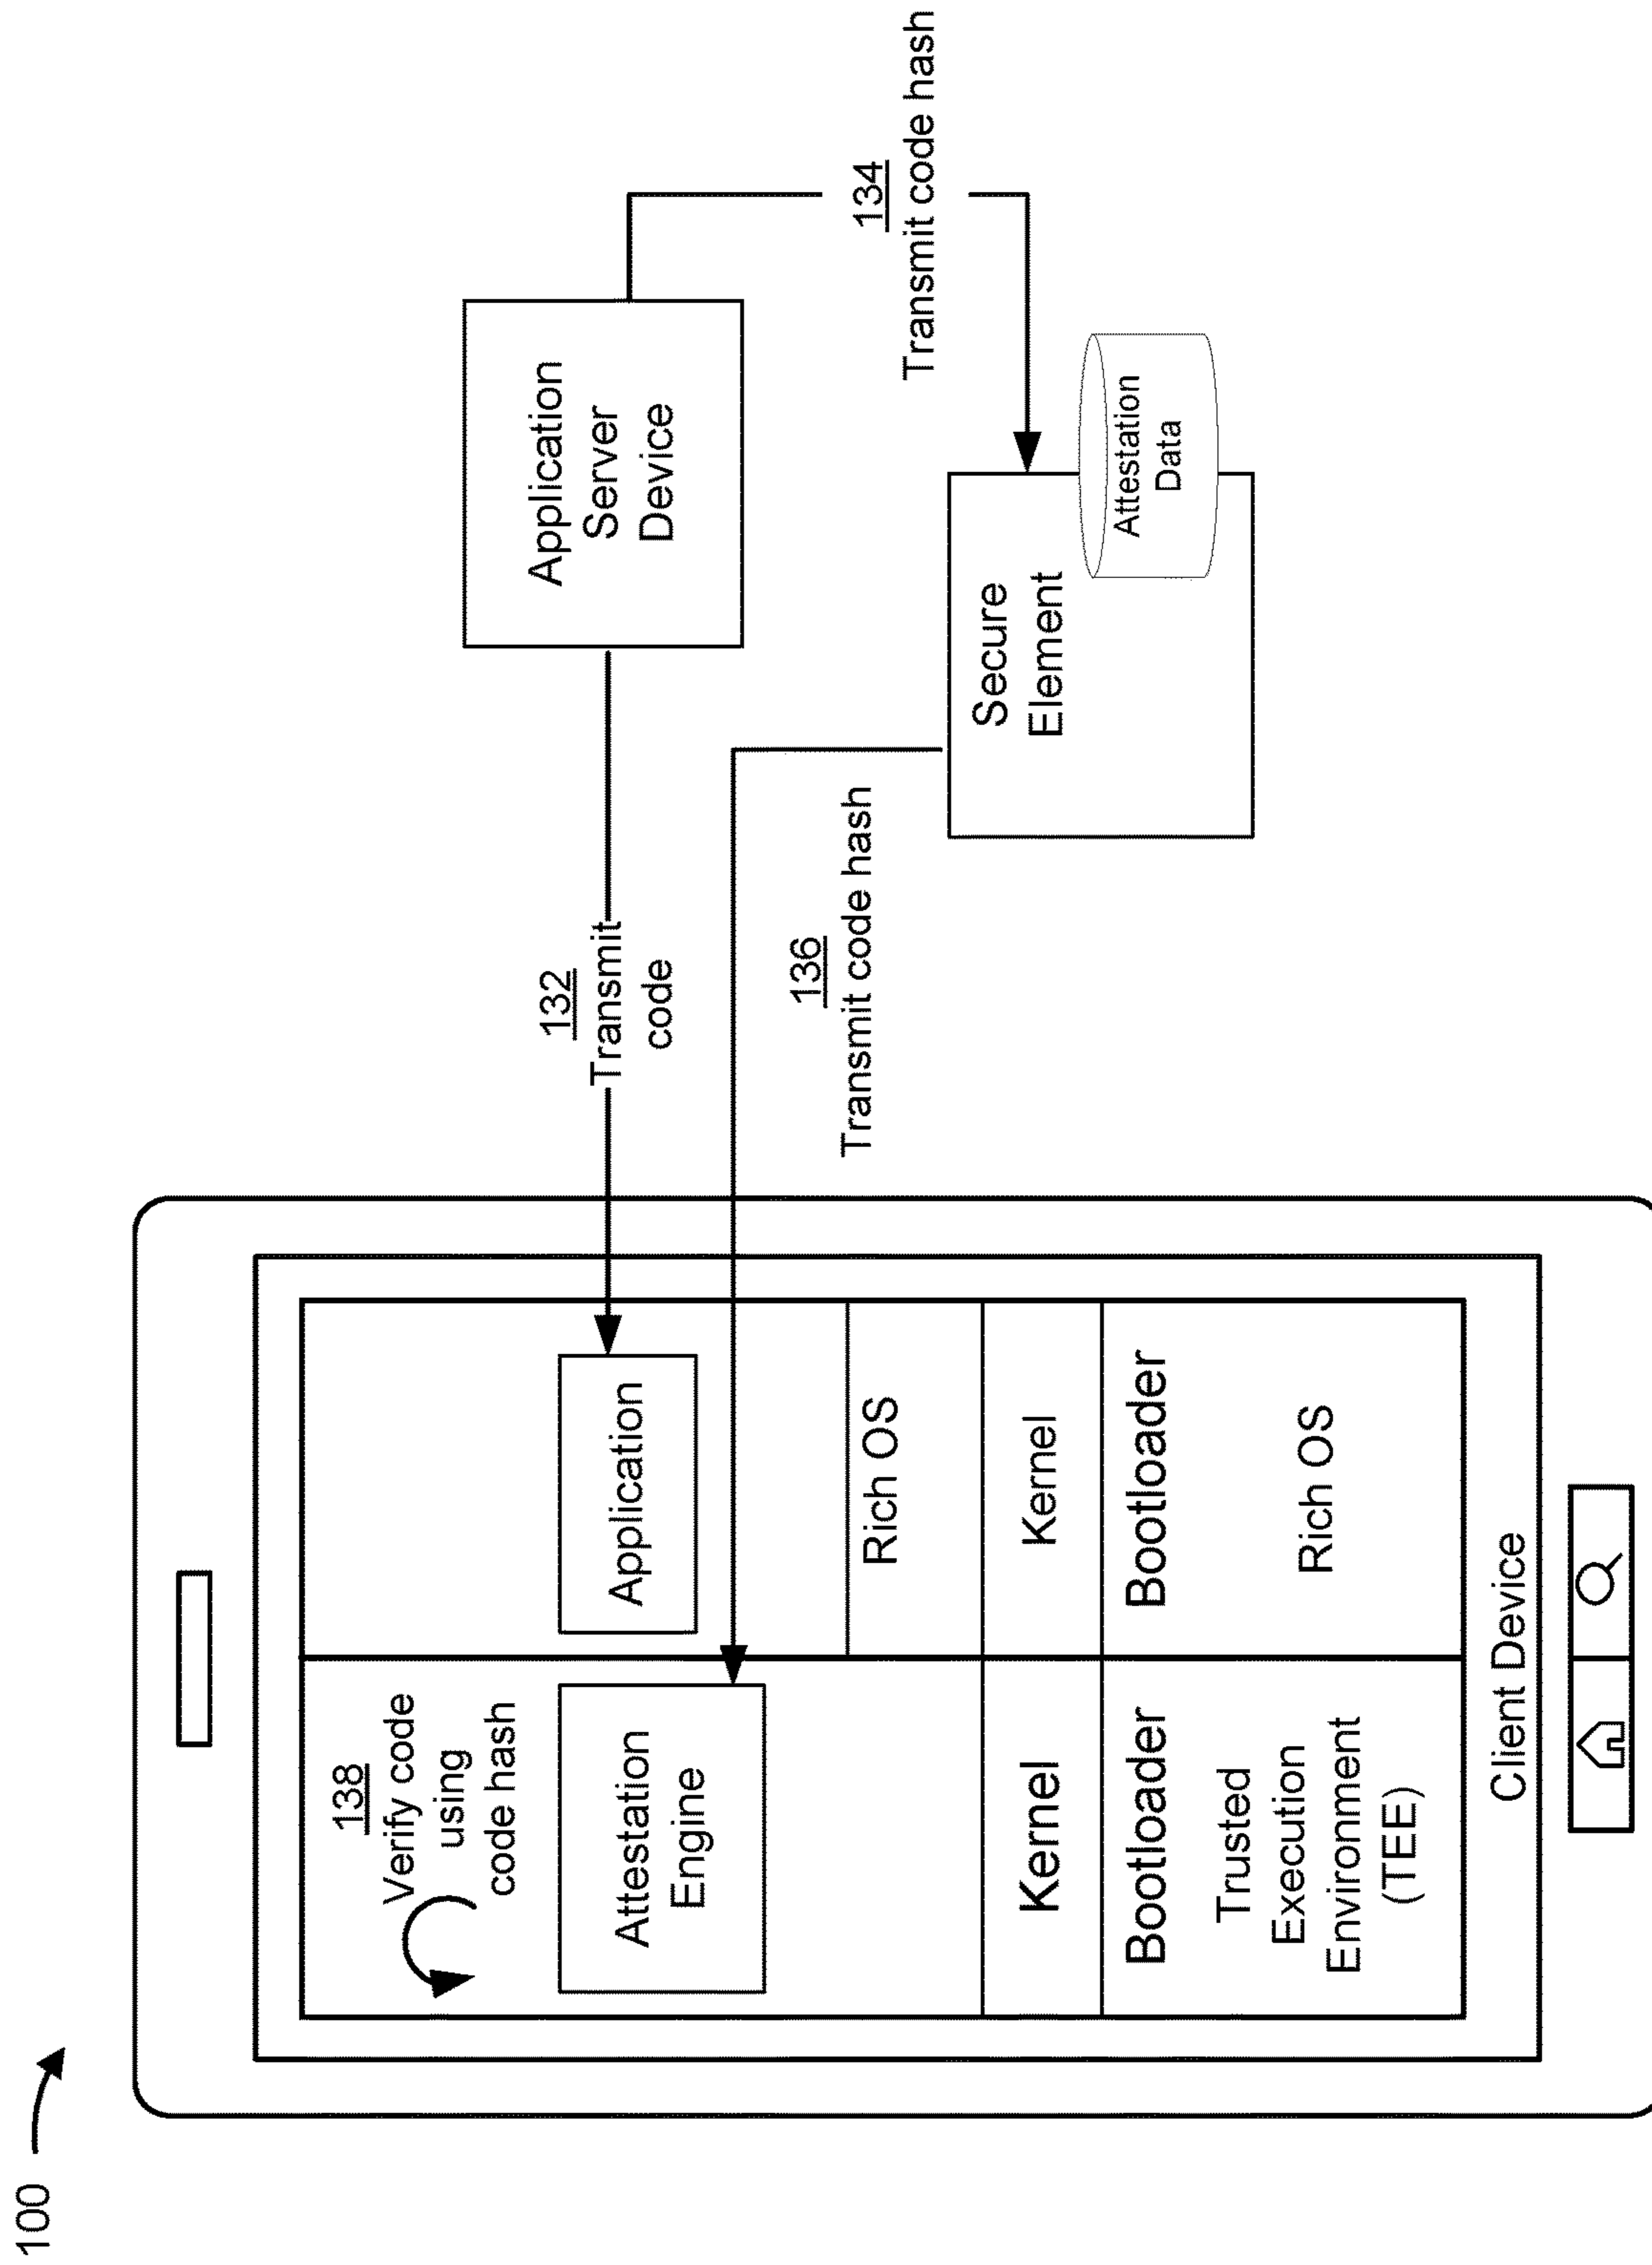 100
138
Verify code
using
code hash
Attestation
Engine
Kernel
Bootloader
Trusted
Execution
Environment
(TEE)
Application
Rich OS
Kernel
Bootloader
Rich OS
Client Device
132
Transmit
code
136
Transmit code hash
Application
Server
Device
134
Transmit code hash
Secure
Element
Attestation
Data